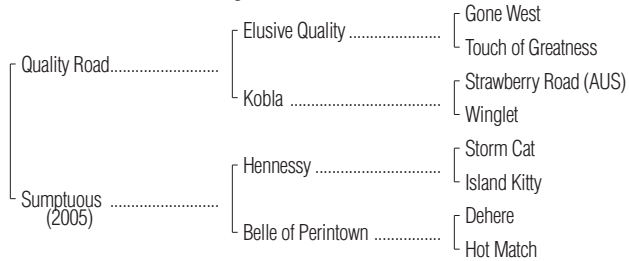 Gone West
Elusive Quality ......................
Touch of Greatness
Quality Road..........................
Strawberry Road (AUS)
Kobla ....................................
Winglet
Storm Cat
Hennessy ..............................
Island Kitty
Sumptuous ..........................
(2005)
Dehere
Belle of Perintown ................
Hot Match